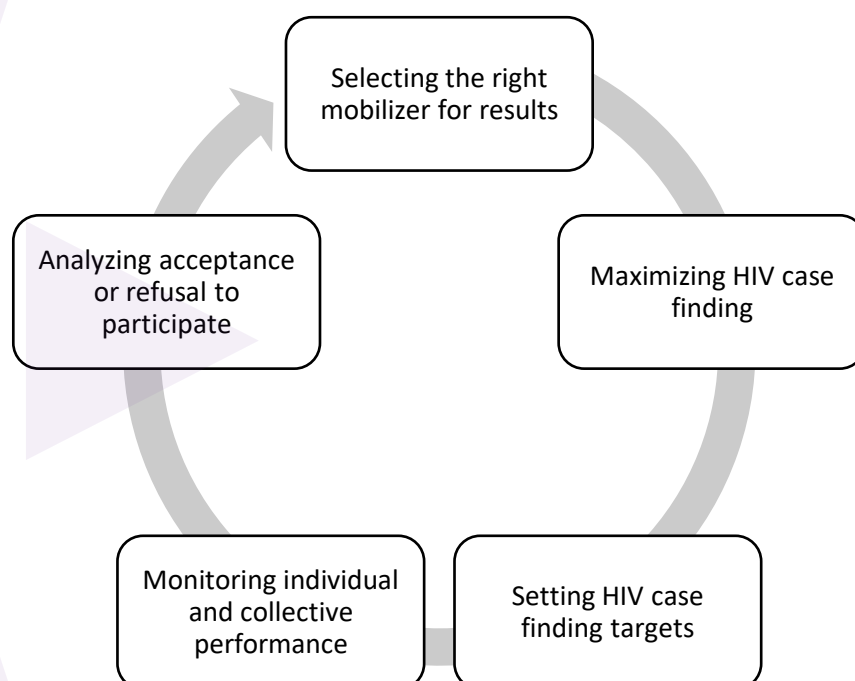 Selecting the right
mobilizer for results
Maximizing HIV case
finding
Setting HIV case
finding targets
Monitoring individual
and collective
performance
Analyzing acceptance
or refusal to
participate